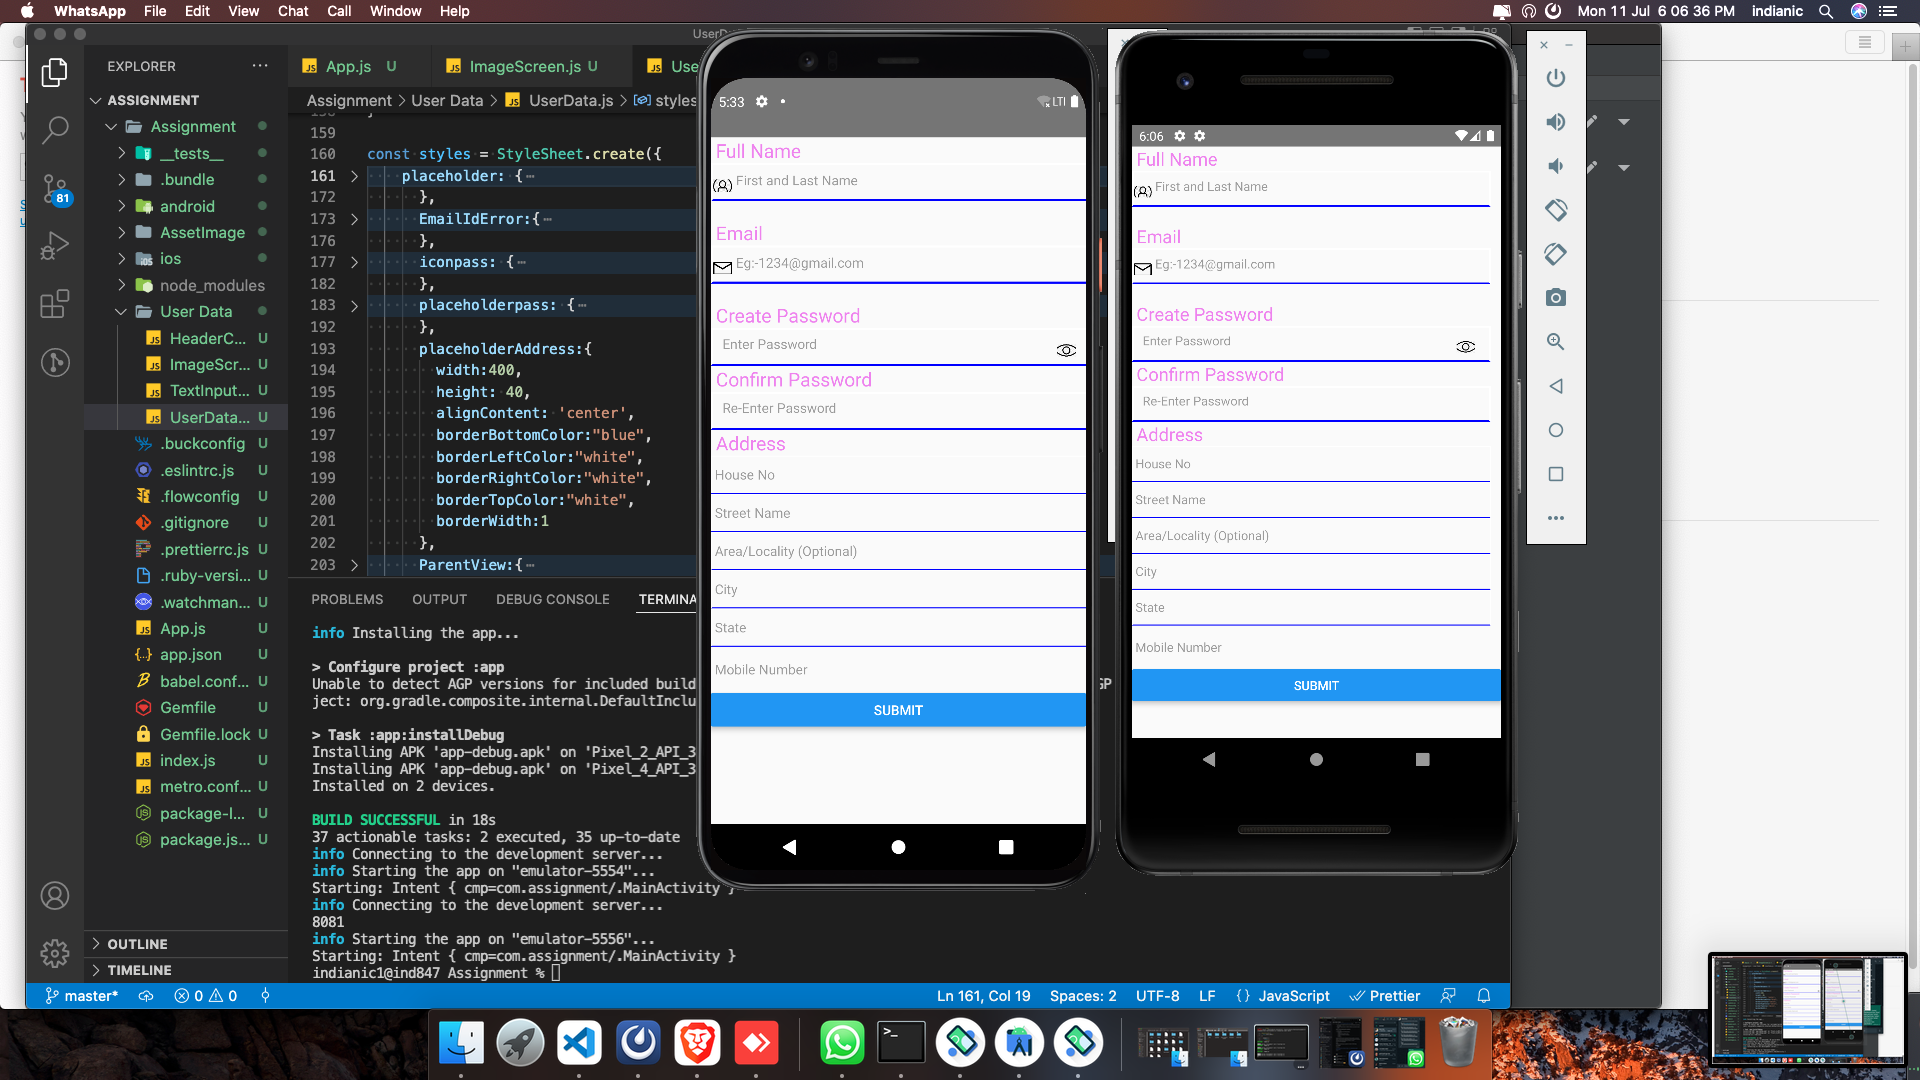 WhatsApp File Edit View Chat Call Window Help
Mon 11 Jul 6 06 36 PM indianic
EXPLORER
ASSIGNMENT
Assignment
__tests__
.bundle
android
AssetImage
ios
node_modules
User Data
HeaderC... U
ImageScr... U
TextInput... U
UserData... U
.buckconfig U
.eslintrc.js U
.flowconfig U
.gitignore U
.prettierrc.js U
.ruby-versi... U
.watchman... U
App.js U
app.json U
babel.conf... U
Gemfile U
Gemfile.lock U
index.js U
metro.conf... U
package-l... U
package.js... U
OUTLINE
TIMELINE
81
App.js U ImageScreen.js U
Assignment > User Data > UserData.js > styles
159
160 const styles = StyleSheet.create({
161 placeholder: {
172 },
173 EmailIdError:{
176 },
177 iconpass: {
182 },
183 placeholderpass: {
192 },
193 placeholderAddress:{
194 width:400,
195 height: 40,
196 alignContent: 'center',
197 borderBottomColor:"blue",
198 borderLeftColor:"white",
199 borderRightColor:"white",
200 borderTopColor:"white",
201 borderWidth:1
202 },
203 ParentView:{
PROBLEMS OUTPUT DEBUG CONSOLE TERMINA
info Installing the app...
> Configure project :app
Unable to detect AGP versions for included build
ject: org.gradle.composite.internal.DefaultInclu
> Task :app:installDebug
Installing APK 'app-debug.apk' on 'Pixel_2_API_3
Installing APK 'app-debug.apk' on 'Pixel_4_API_3
Installed on 2 devices.
BUILD SUCCESSFUL in 18s
37 actionable tasks: 2 executed, 35 up-to-date
info Connecting to the development server...
info Starting the app on "emulator-5554"...
Starting: Intent { cmp=com.assignment/.MainActivity }
info Connecting to the development server...
8081
info Starting the app on "emulator-5556"...
Starting: Intent { cmp=com.assignment/.MainActivity }
indianic1@ind847 Assignment %
master* 0 0
Ln 161, Col 19 Spaces: 2 UTF-8 LF {} JavaScript Prettier
5:33
Full Name
First and Last Name
Email
Eg:-1234@gmail.com
Create Password
Enter Password
Confirm Password
Re-Enter Password
Address
House No
Street Name
Area/Locality (Optional)
City
State
Mobile Number
SUBMIT
6:06
Full Name
First and Last Name
Email
Eg:-1234@gmail.com
Create Password
Enter Password
Confirm Password
Re-Enter Password
Address
House No
Street Name
Area/Locality (Optional)
City
State
Mobile Number
SUBMIT